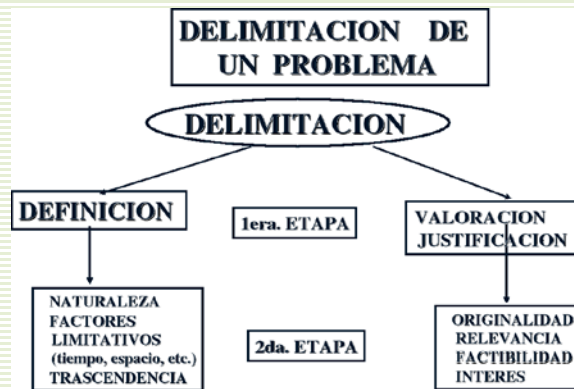 DELIMITACION DE
UN PROBLEMA
DELIMITACION
DEFINICION
1era. ETAPA
VALORACION
JUSTIFICACION
NATURALEZA
FACTORES
LIMITATIVOS
(tiempo, espacio, etc.)
TRASCENDENCIA
2da. ETAPA
ORIGINALIDAD
RELEVANCIA
FACTIBILIDAD
INTERES